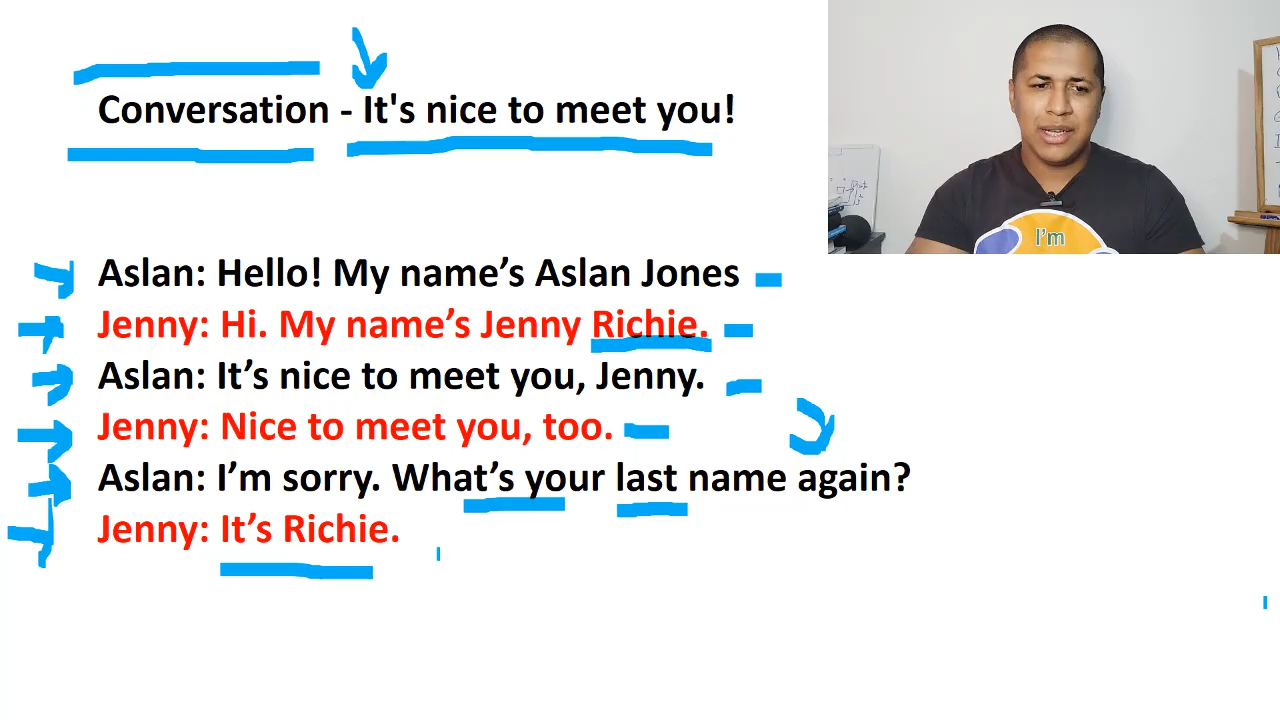 Conversation - It's nice to meet you!
I'm
Aslan: Hello! My name’s Aslan Jones
Jenny: Hi. My name’s Jenny Richie.
Aslan: It’s nice to meet you, Jenny.
Jenny: Nice to meet you, too.
Aslan: I’m sorry. What’s your last name again?
Jenny: It’s Richie.